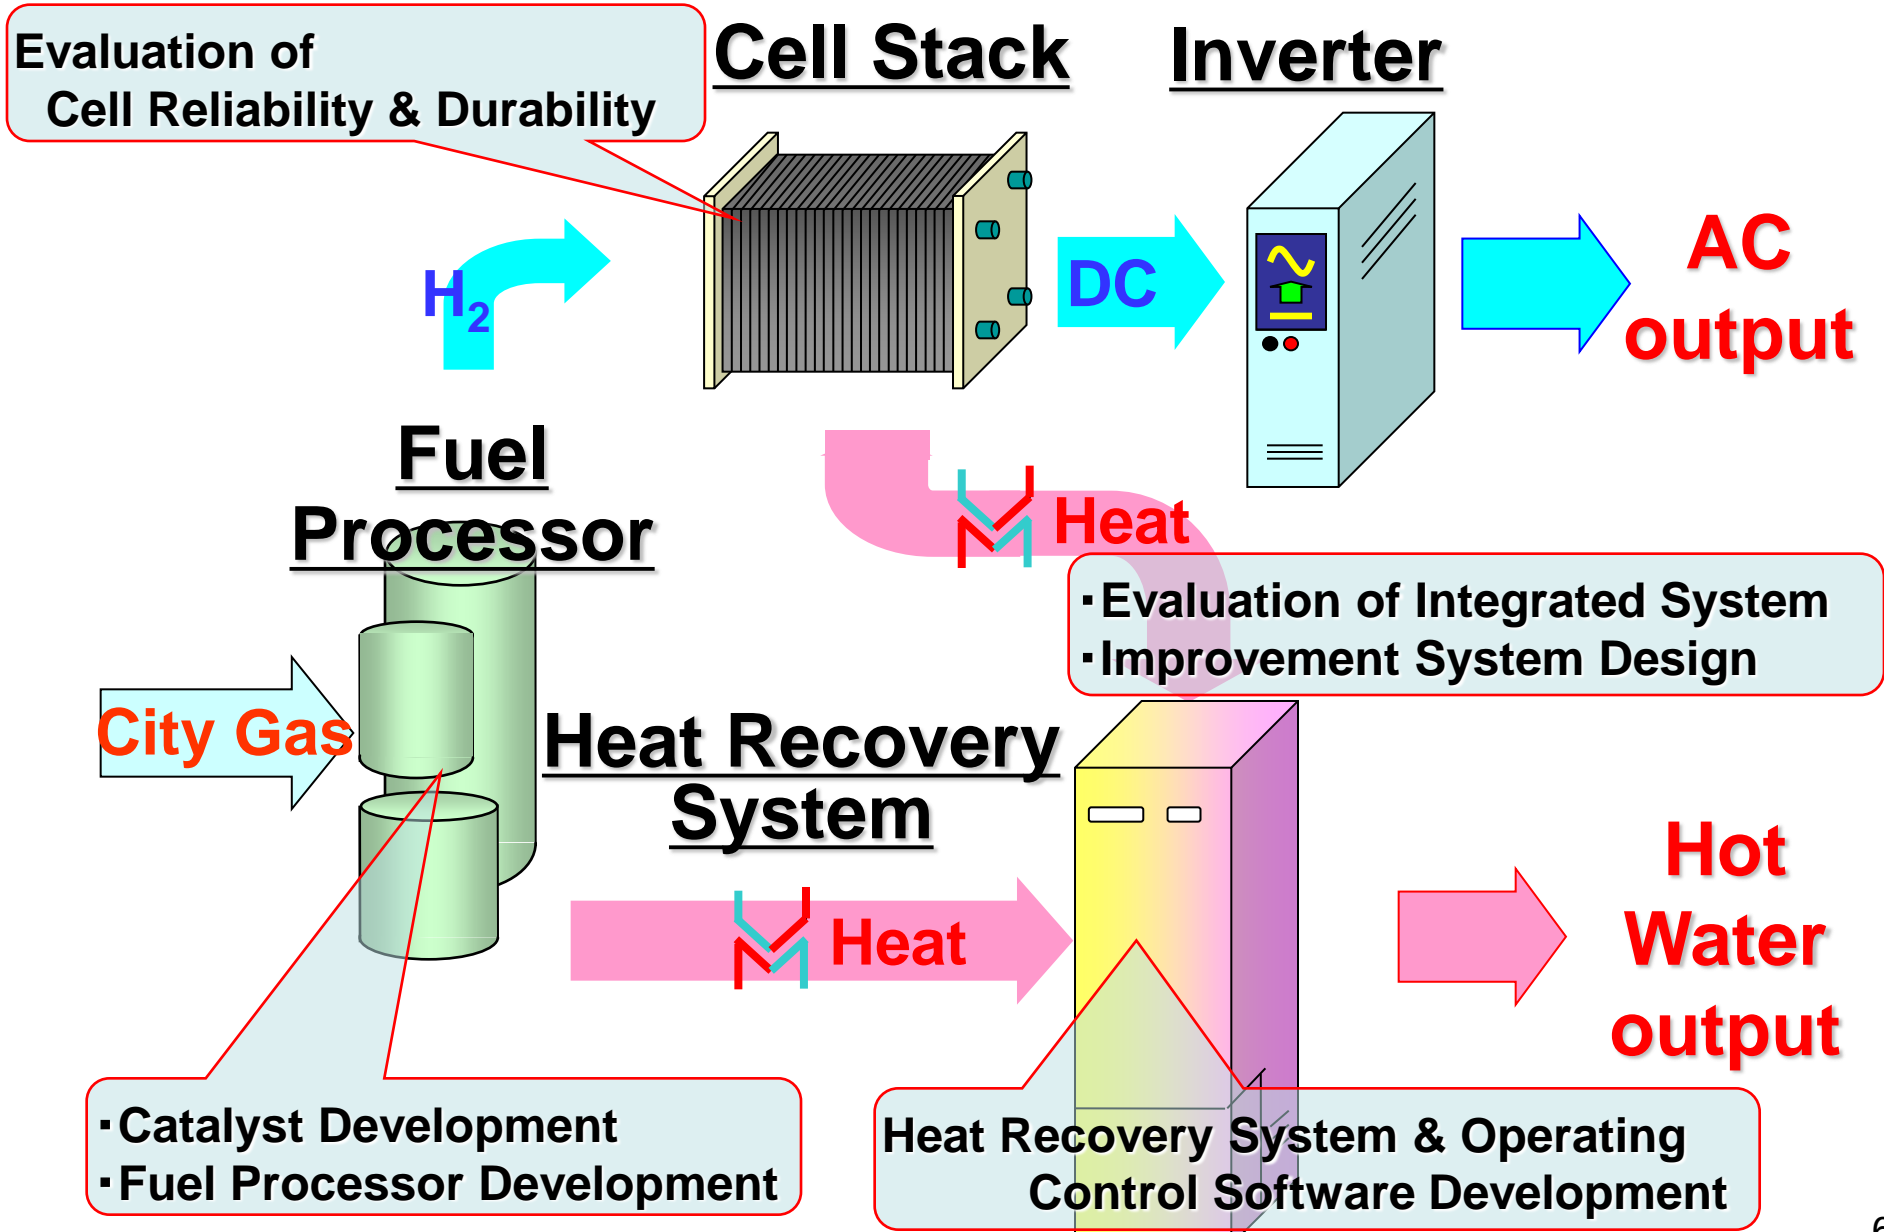 Evaluation of
Cell Reliability & Durability
Cell Stack
Inverter
H2
DC
AC
output
Fuel
Processor
Heat
・Evaluation of Integrated System
・Improvement System Design
City Gas
Heat Recovery
System
Heat
Hot
Water
output
・Catalyst Development
・Fuel Processor Development
Heat Recovery System & Operating
Control Software Development